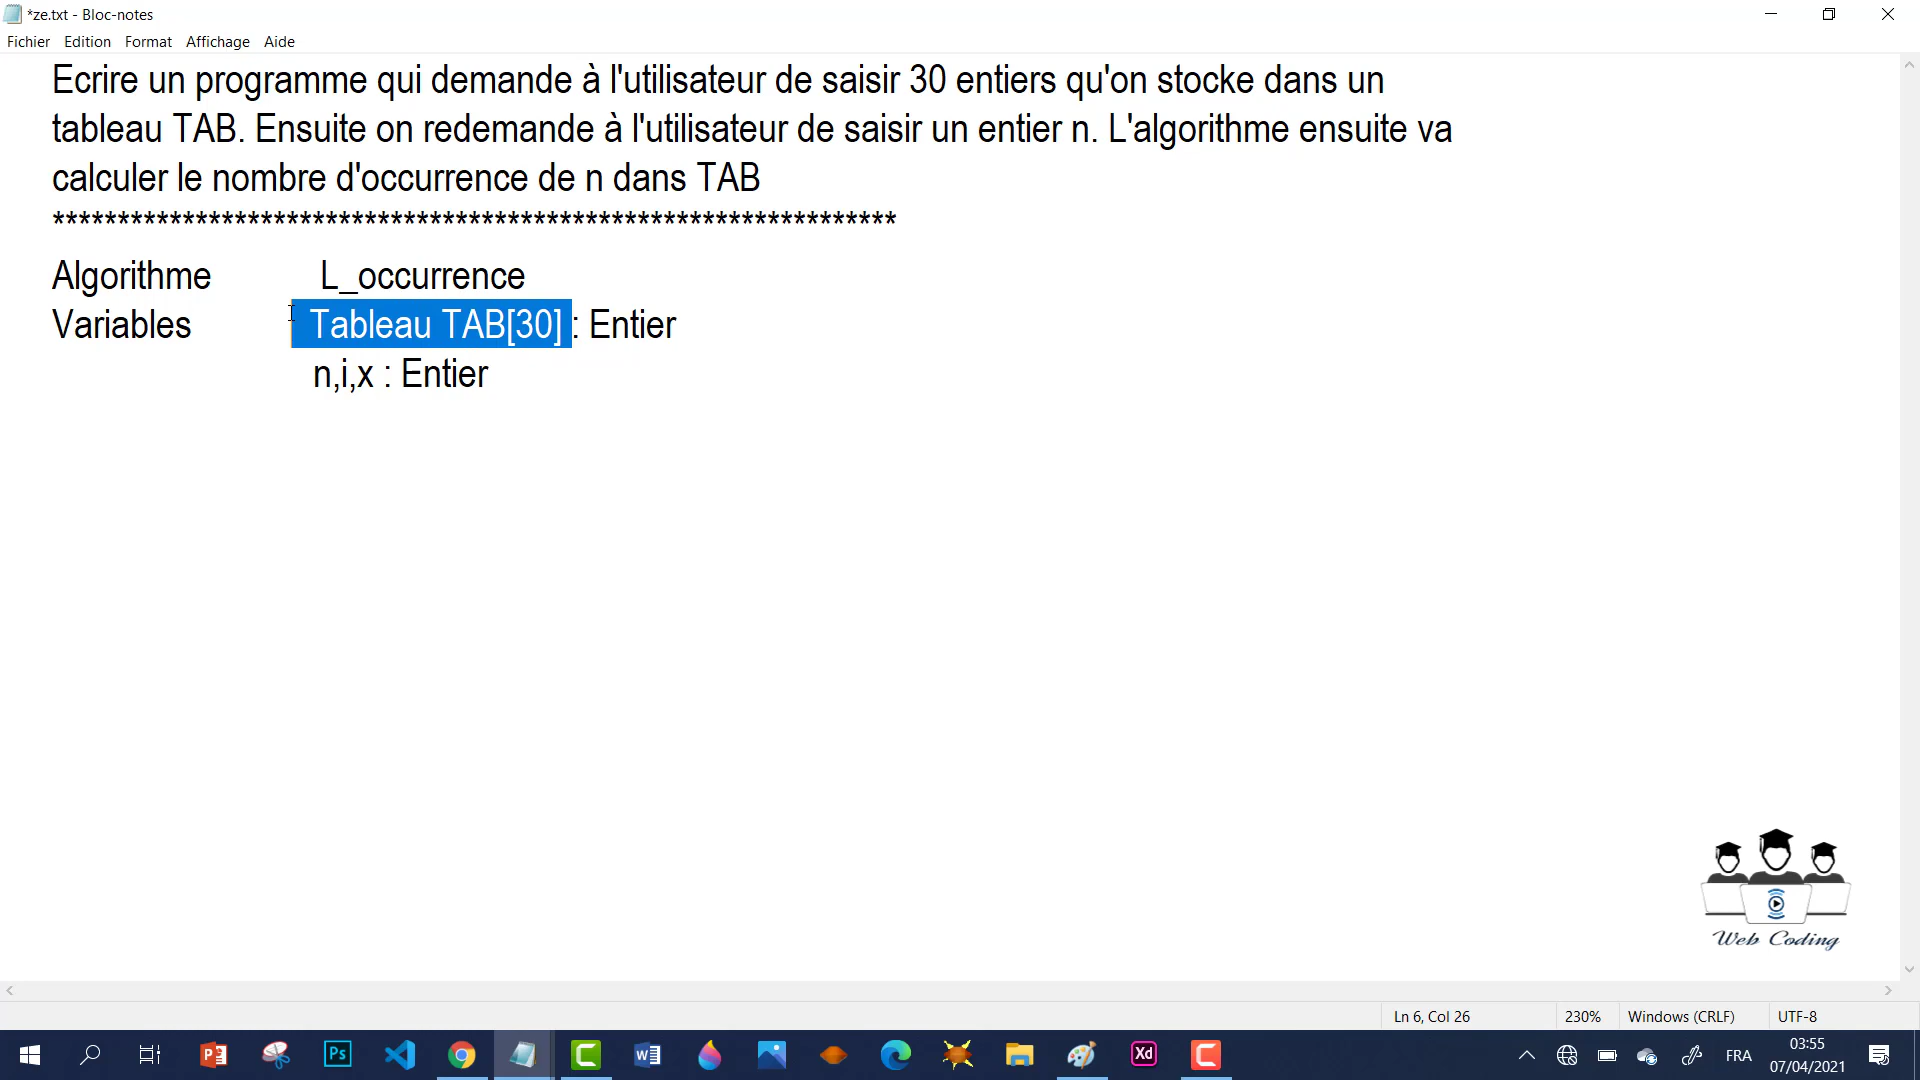 *ze.txt - Bloc-notes
Fichier Edition Format Affichage Aide
Ecrire un programme qui demande à l'utilisateur de saisir 30 entiers qu'on stocke dans un
tableau TAB. Ensuite on redemande à l'utilisateur de saisir un entier n. L'algorithme ensuite va
calculer le nombre d'occurrence de n dans TAB
*****************************************************************
Algorithme L_occurrence
Variables Tableau TAB[30] : Entier
n,i,x : Entier
Web Coding
Ln 6, Col 26 230% Windows (CRLF) UTF-8
FRA
03:55
07/04/2021